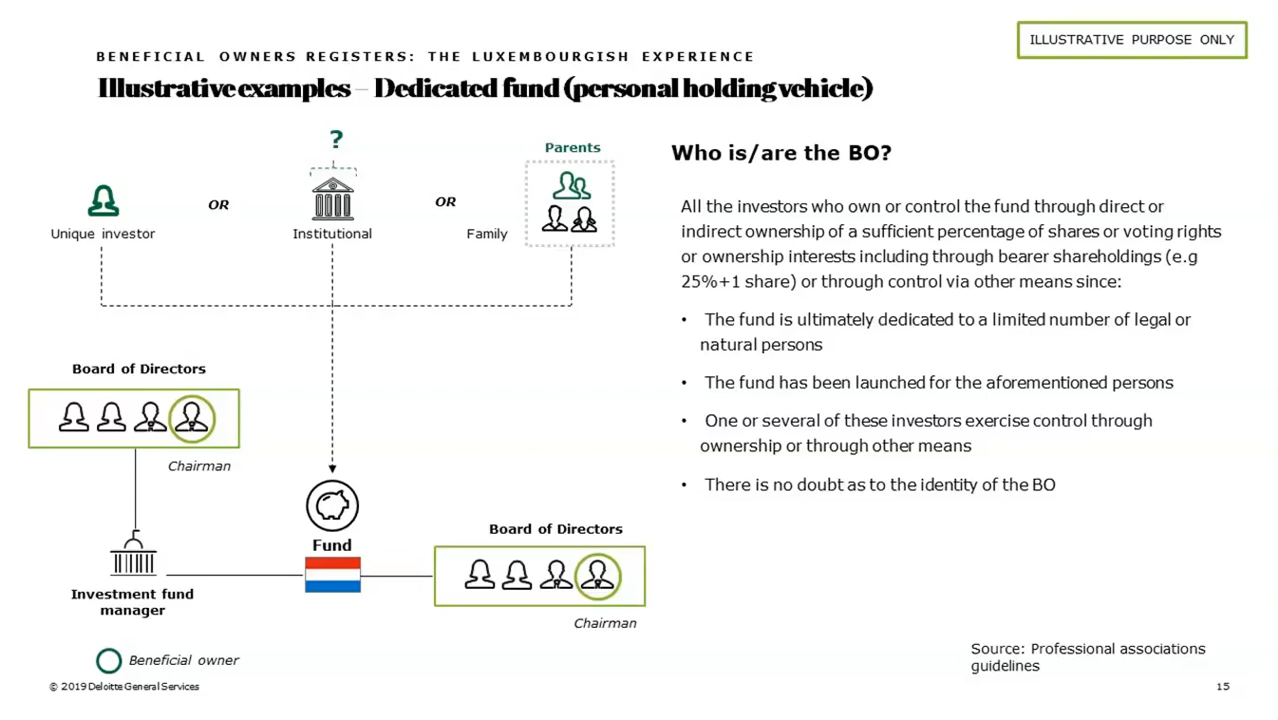 ILLUSTRATIVE PURPOSE ONLY
BENEFICIAL OWNERS REGISTERS: THE LUXEMBOURGISH EXPERIENCE
Illustrative examples – Dedicated fund (personal holding vehicle)
?
Parents
OR
OR
Unique investor
Institutional
Family
Board of Directors
Chairman
Fund
Board of Directors
Investment fund
manager
Chairman
Beneficial owner
Who is/are the BO?
All the investors who own or control the fund through direct or
indirect ownership of a sufficient percentage of shares or voting rights
or ownership interests including through bearer shareholdings (e.g
25%+1 share) or through control via other means since:
• The fund is ultimately dedicated to a limited number of legal or
natural persons
• The fund has been launched for the aforementioned persons
• One or several of these investors exercise control through
ownership or through other means
• There is no doubt as to the identity of the BO
Source: Professional associations
guidelines
© 2019 Deloitte General Services
15